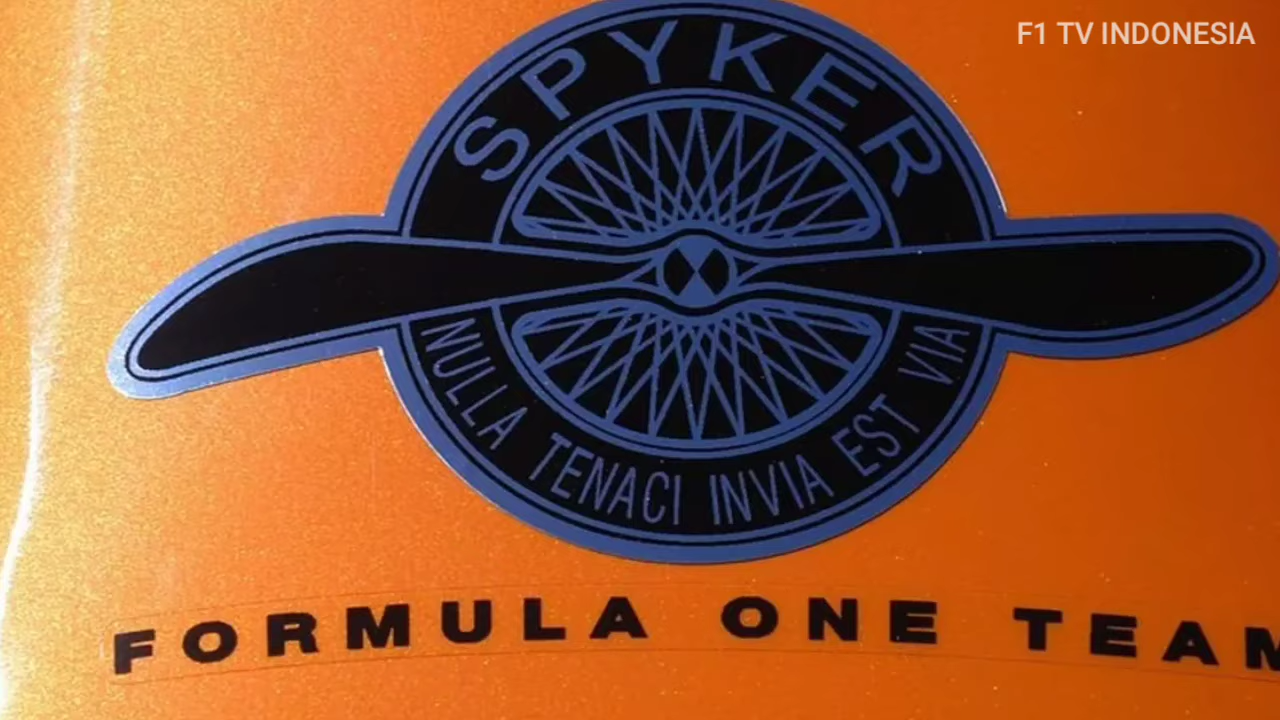 F1 TV INDONESIA
SPYKER
NULLA TENACI INVIA EST VIA
FORMULA ONE TEAM